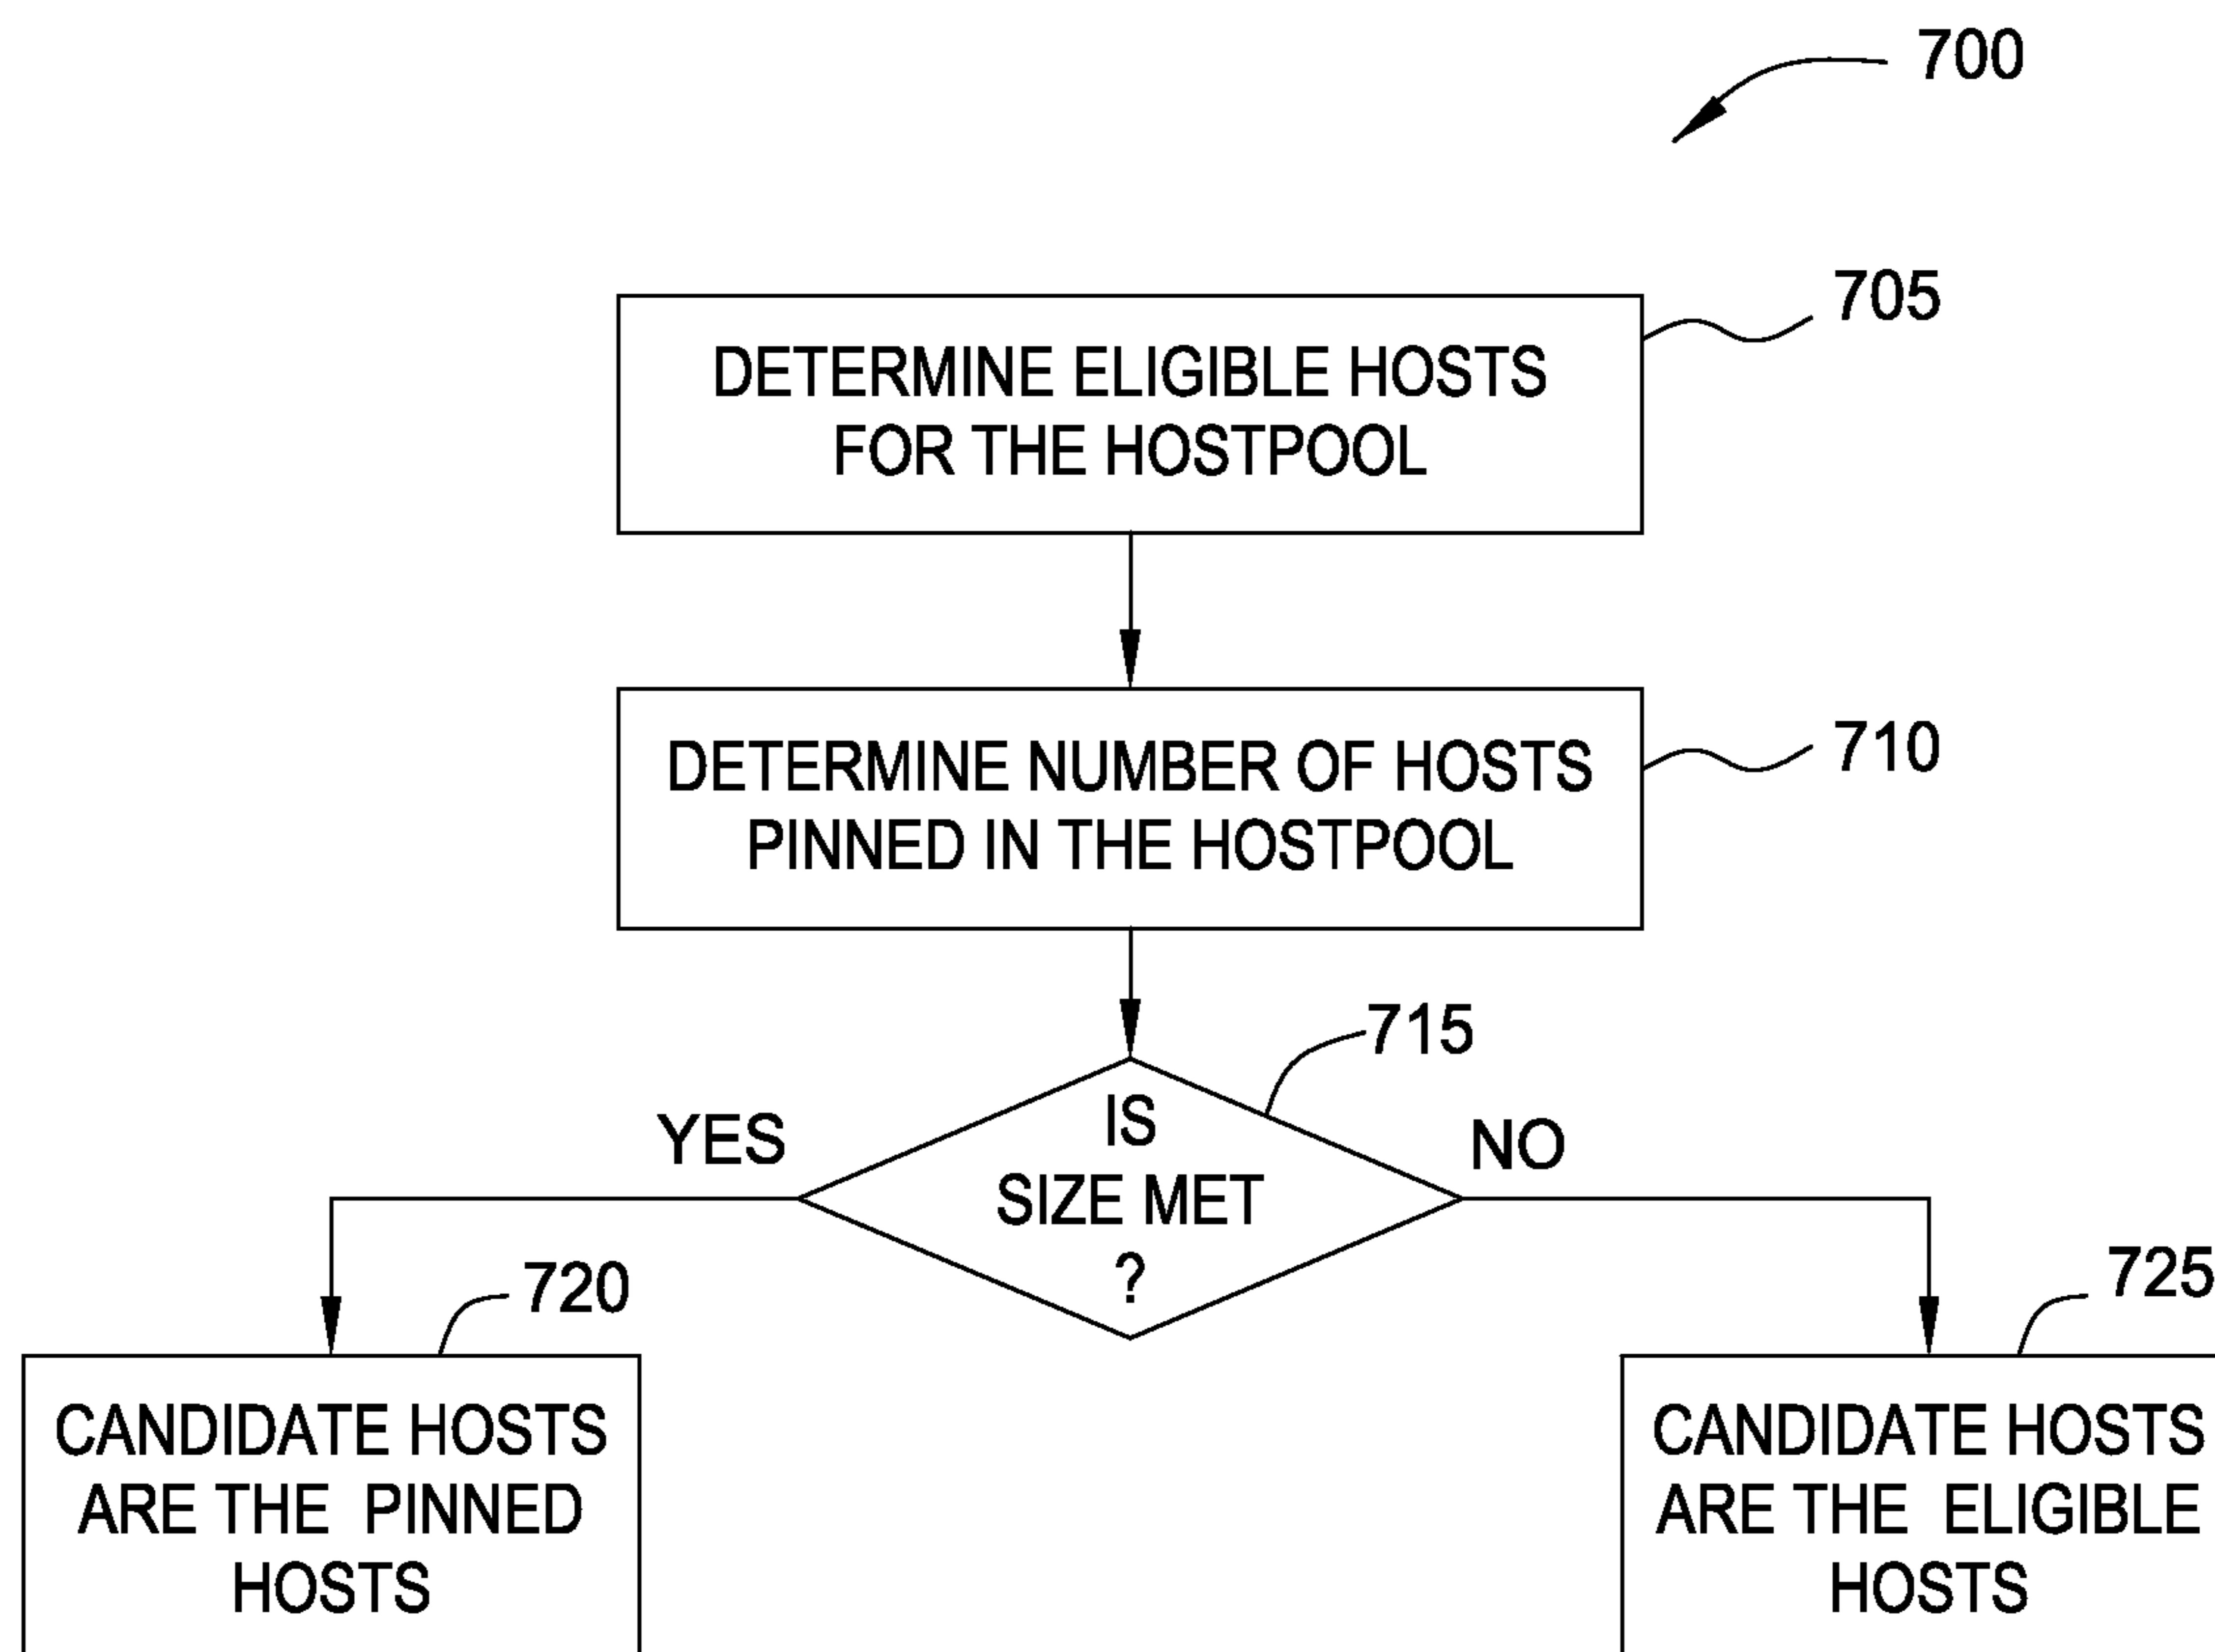 700
705
DETERMINE ELIGIBLE HOSTS
FOR THE HOSTPOOL
710
DETERMINE NUMBER OF HOSTS
PINNED IN THE HOSTPOOL
715
YES
IS
SIZE MET
?
NO
720
CANDIDATE HOSTS
ARE THE PINNED
HOSTS
725
CANDIDATE HOSTS
ARE THE ELIGIBLE
HOSTS